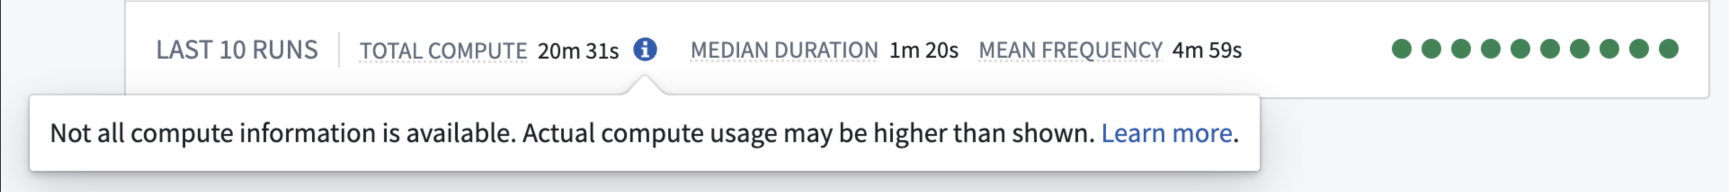 LAST 10 RUNS TOTAL COMPUTE 20m 31s i MEDIAN DURATION 1m 20s MEAN FREQUENCY 4m 59s
Not all compute information is available. Actual compute usage may be higher than shown. Learn more.